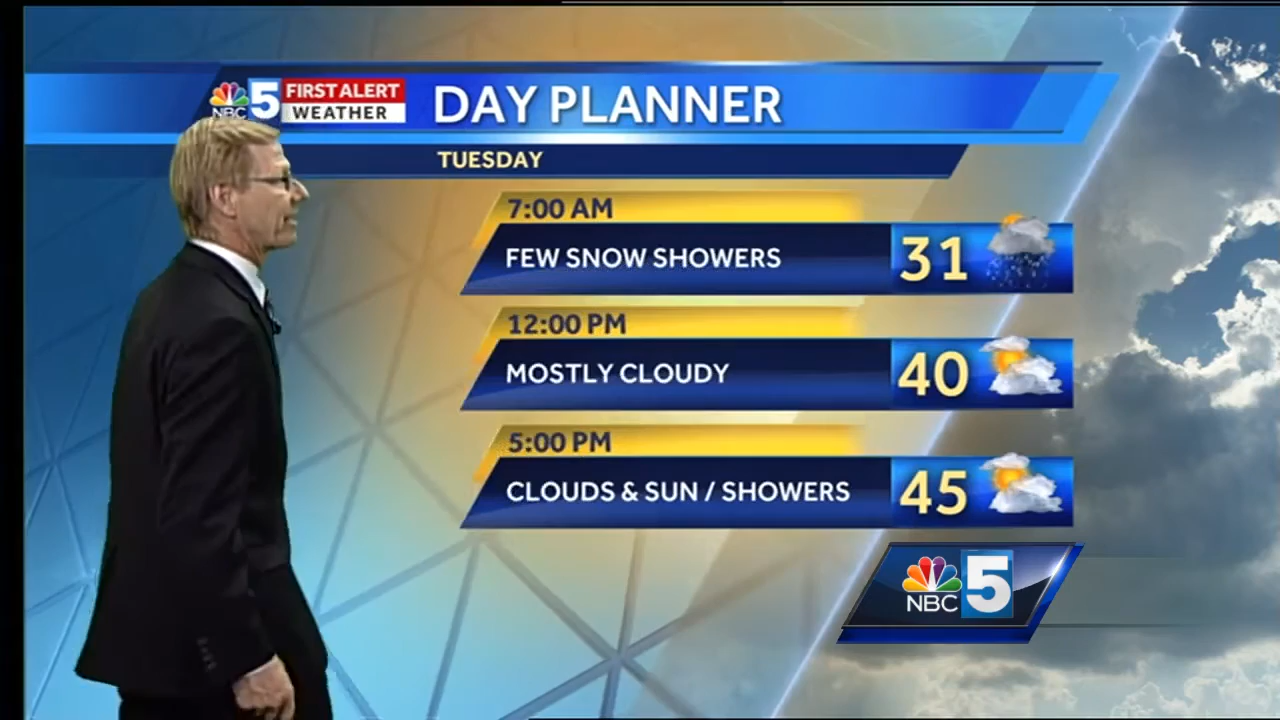 NBC 5 FIRST ALERT WEATHER
DAY PLANNER
TUESDAY
7:00 AM
FEW SNOW SHOWERS 31
12:00 PM
MOSTLY CLOUDY 40
5:00 PM
CLOUDS & SUN / SHOWERS 45
NBC 5